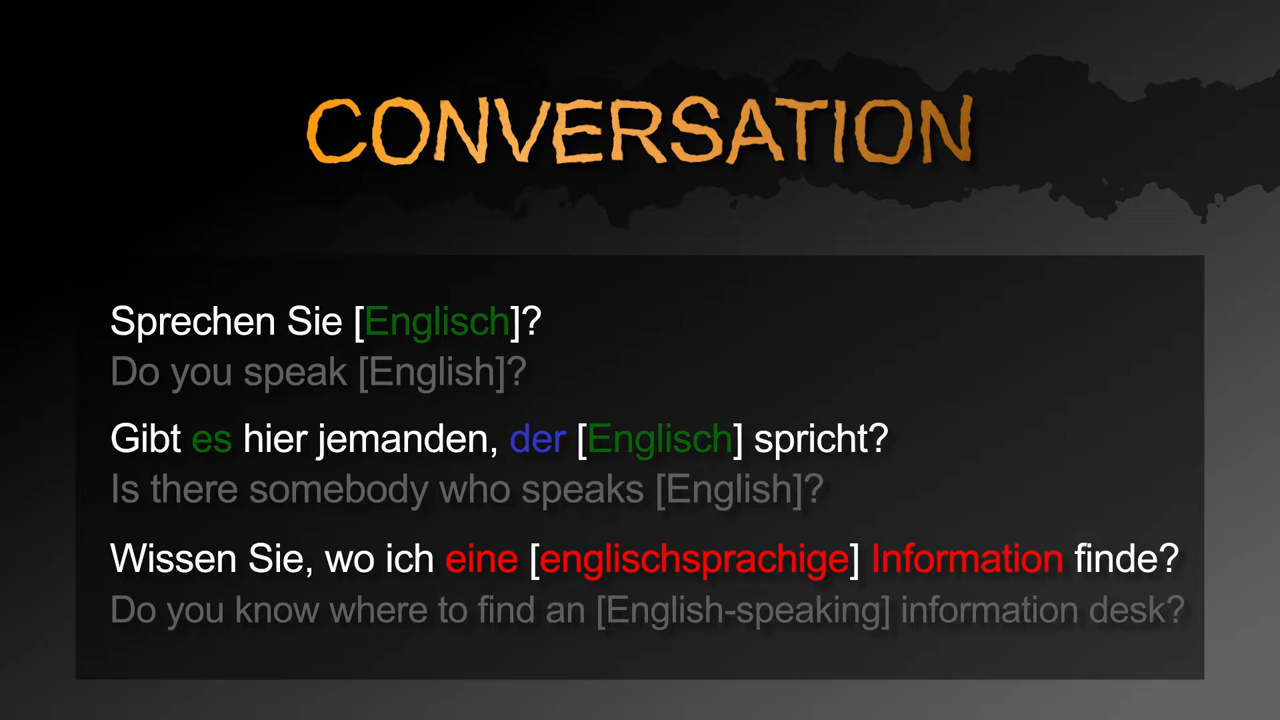 CONVERSATION
Sprechen Sie [Englisch]?
Do you speak [English]?
Gibt es hier jemanden, der [Englisch] spricht?
Is there somebody who speaks [English]?
Wissen Sie, wo ich eine [englischsprachige] Information finde?
Do you know where to find an [English-speaking] information desk?